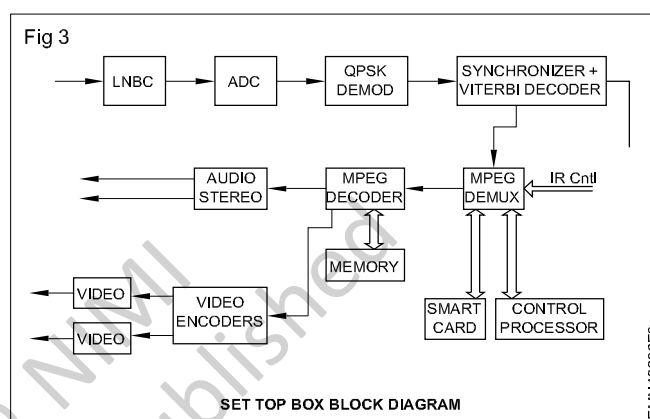 Fig 3
LNBC
ADC
QPSK
DEMOD
SYNCHRONIZER +
VITERBI DECODER
AUDIO
STEREO
MPEG
DECODER
MPEG
DEMUX
IR Cntl
MEMORY
VIDEO
VIDEO
VIDEO
ENCODERS
SMART
CARD
CONTROL
PROCESSOR
SET TOP BOX BLOCK DIAGRAM
NIMI